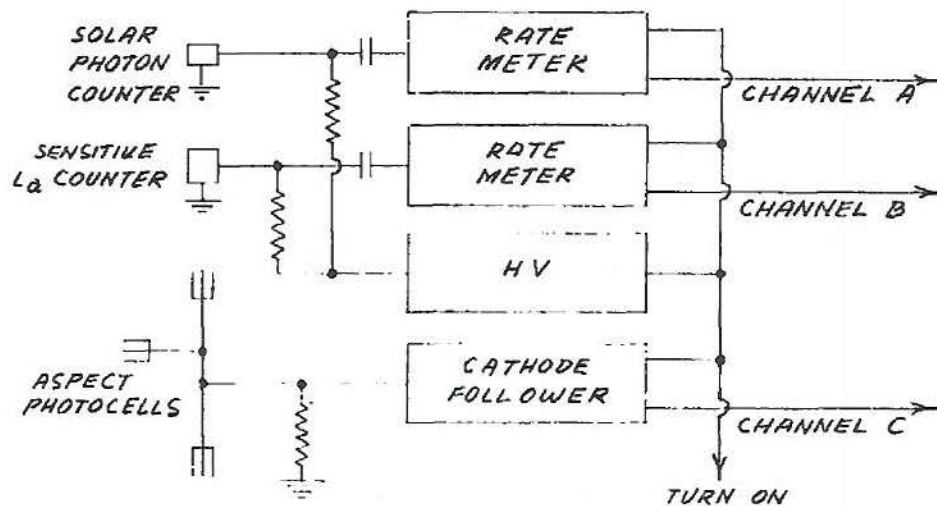 SOLAR
PHOTON
COUNTER
RATE
METER
CHANNEL A
SENSITIVE
Lα COUNTER
RATE
METER
CHANNEL B
HV
ASPECT
PHOTOCELLS
CATHODE
FOLLOWER
CHANNEL C
TURN ON